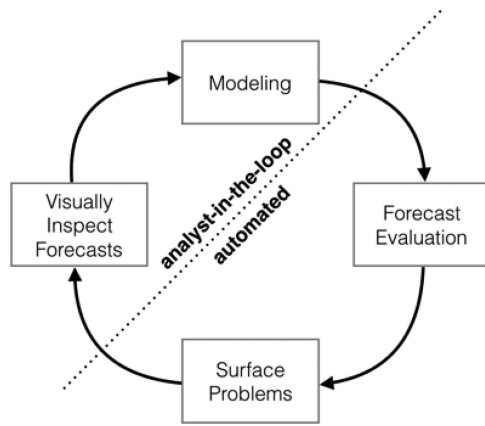 Modeling
analyst-in-the-loop
automated
Visually
Inspect
Forecasts
Forecast
Evaluation
Surface
Problems